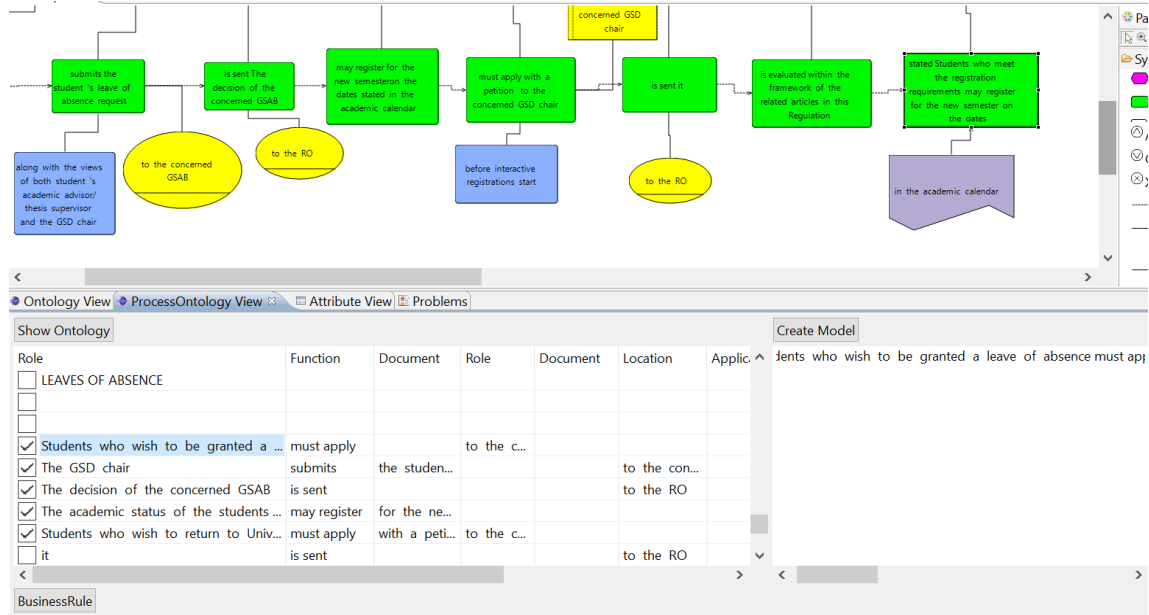 concerned GSD
chair
Pa
Sy
submits the
student 's leave of
absence request
is sent The
decision of the
concerned GSAB
may register for the
new semesteron the
dates stated in the
academic calendar
must apply with a
petition to the
concerned GSD chair
is sent it
is evaluated within the
framework of the
related articles in this
Regulation
stated Students who meet
the registration
requirements may register
for the new semester on
the dates
along with the views
of both student 's
academic advisor/
thesis supervisor
and the GSD chair
to the concerned
GSAB
to the RO
before interactive
registrations start
to the RO
in the academic calendar
Ontology View ProcessOntology View Attribute View Problems
Show Ontology Create Model
Role Function Document Role Document Location Applic
dents who wish to be granted a leave of absence must app
LEAVES OF ABSENCE
Students who wish to be granted a ... must apply to the c...
The GSD chair submits the studen... to the con...
The decision of the concerned GSAB is sent to the RO
The academic status of the students ... may register for the ne...
Students who wish to return to Univ... must apply with a peti... to the c...
it is sent to the RO
BusinessRule